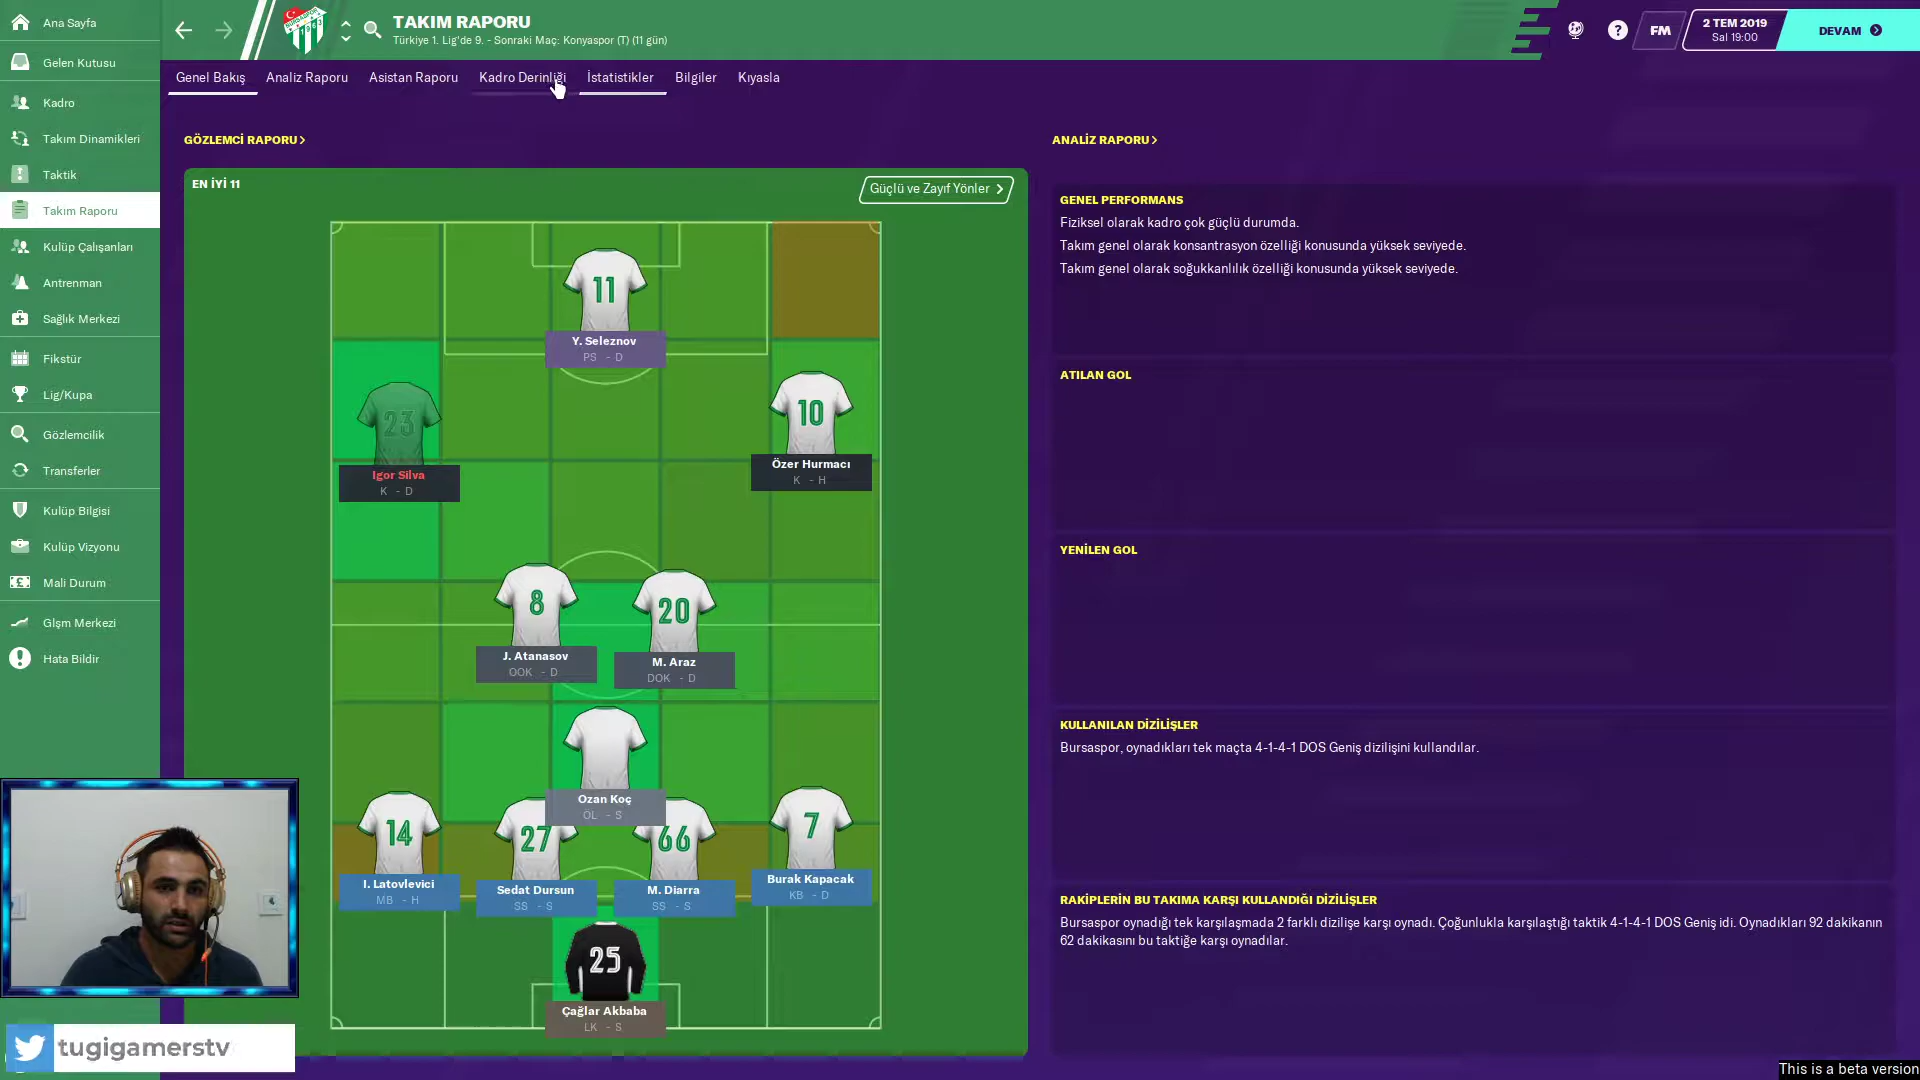 TAKIM RAPORU
Türkiye 1. Lig'de 9. - Sonraki Maç: Konyaspor (T) (11 gün)
FM
2 TEM 2019
Sal 19:00
DEVAM
Ana Sayfa
Gelen Kutusu
Kadro
Takım Dinamikleri
Taktik
Takım Raporu
Kulüp Çalışanları
Antrenman
Sağlık Merkezi
Fikstür
Lig/Kupa
Gözlemcilik
Transferler
Kulüp Bilgisi
Kulüp Vizyonu
Mali Durum
Glşm Merkezi
Hata Bildir
Genel Bakış
Analiz Raporu
Asistan Raporu
Kadro Derinliği
İstatistikler
Bilgiler
Kıyasla
GÖZLEMCİ RAPORU >
EN İYİ 11
Güçlü ve Zayıf Yönler >
11
Y. Seleznov
PS - D
23
Igor Silva
K - D
10
Özer Hurmacı
K - H
8
J. Atanasov
OOK - D
20
M. Araz
DOK - D
Ozan Koç
ÖL - S
14
I. Latovlevici
MB - H
27
Sedat Dursun
SS - S
66
M. Diarra
SS - S
7
Burak Kapacak
KB - D
25
Çağlar Akbaba
LK - S
ANALİZ RAPORU >
GENEL PERFORMANS
Fiziksel olarak kadro çok güçlü durumda.
Takım genel olarak konsantrasyon özelliği konusunda yüksek seviyede.
Takım genel olarak soğukkanlılık özelliği konusunda yüksek seviyede.
ATILAN GOL
YENİLEN GOL
KULLANILAN DİZİLİŞLER
Bursaspor, oynadıkları tek maçta 4-1-4-1 DOS Geniş dizilişini kullandılar.
RAKİPLERİN BU TAKIMA KARŞI KULLANDIĞI DİZİLİŞLER
Bursaspor oynadığı tek karşılaşmada 2 farklı dizilişe karşı oynadı. Çoğunlukla karşılaştığı taktik 4-1-4-1 DOS Geniş idi. Oynadıkları 92 dakikanın
62 dakikasını bu taktiğe karşı oynadılar.
tugigamerstv
This is a beta version